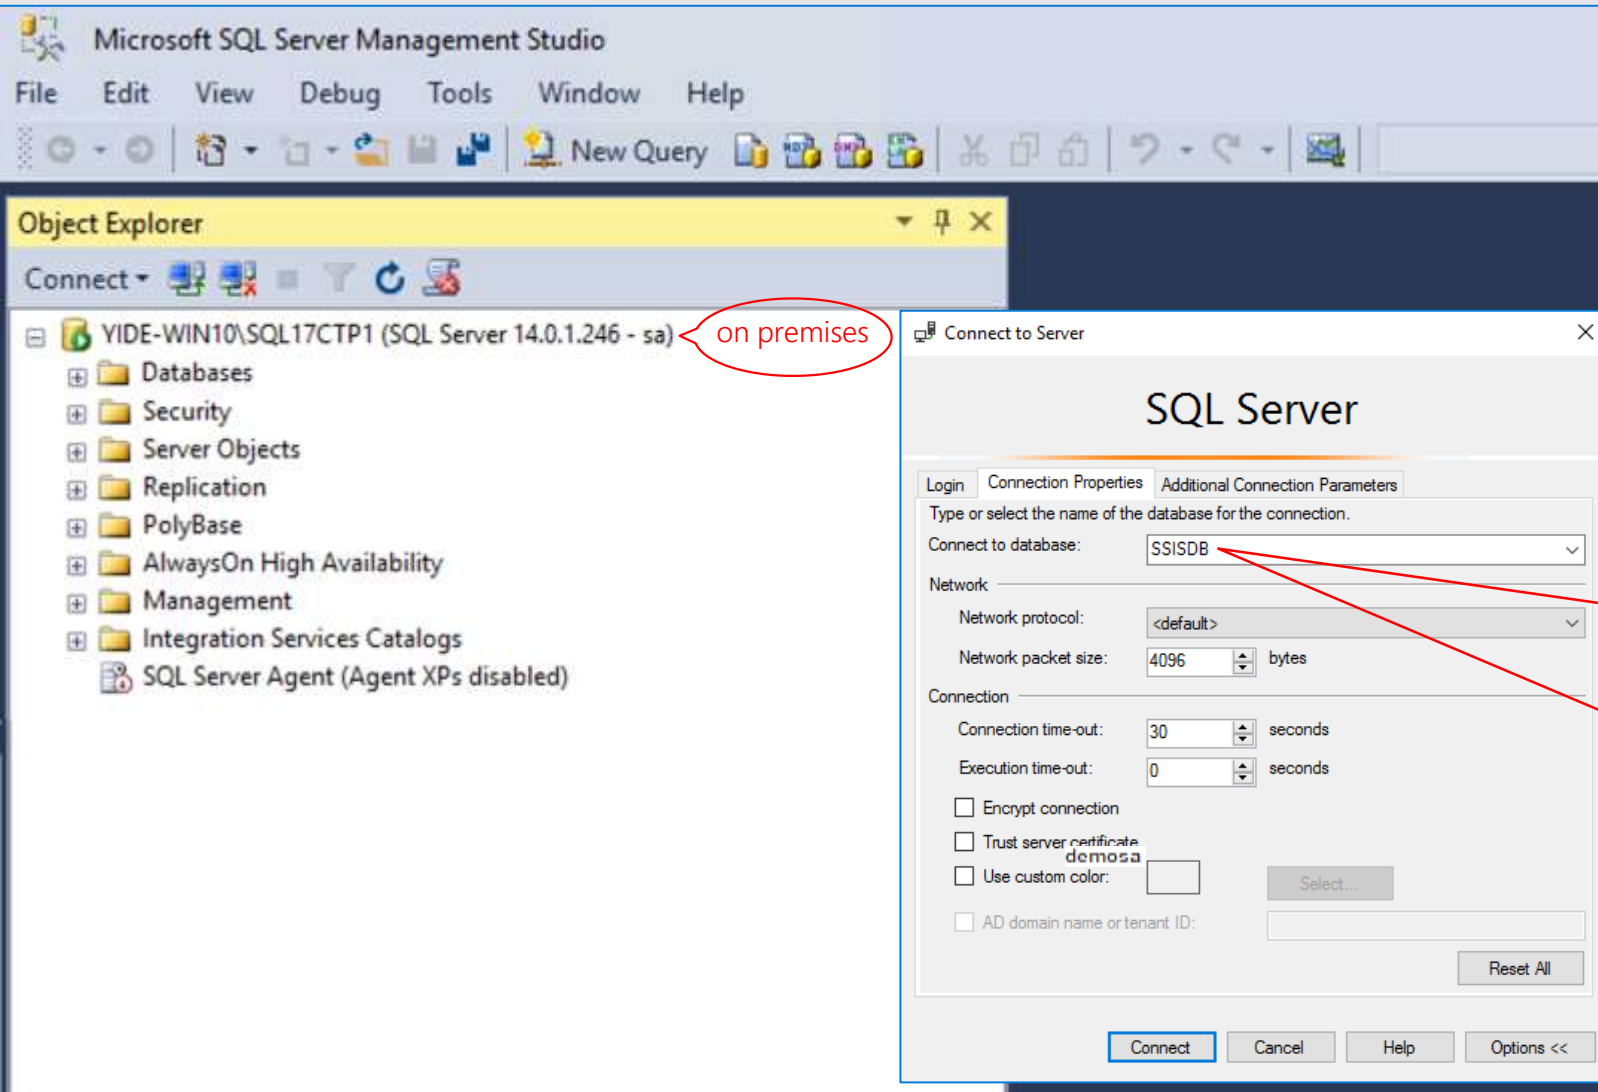 Microsoft SQL Server Management Studio
File Edit View Debug Tools Window Help
New Query
Object Explorer
Connect
YIDE-WIN10\SQL17CTP1 (SQL Server 14.0.1.246 - sa)
on premises
Databases
Security
Server Objects
Replication
PolyBase
AlwaysOn High Availability
Management
Integration Services Catalogs
SQL Server Agent (Agent XPs disabled)
Connect to Server
SQL Server
Login Connection Properties Additional Connection Parameters
Type or select the name of the database for the connection.
Connect to database: SSISDB
Network
Network protocol: <default>
Network packet size: 4096 bytes
Connection
Connection time-out: 30 seconds
Execution time-out: 0 seconds
Encrypt connection
Trust server certificate
demosa
Use custom color: Select...
AD domain name or tenant ID:
Reset All
Connect Cancel Help Options <<